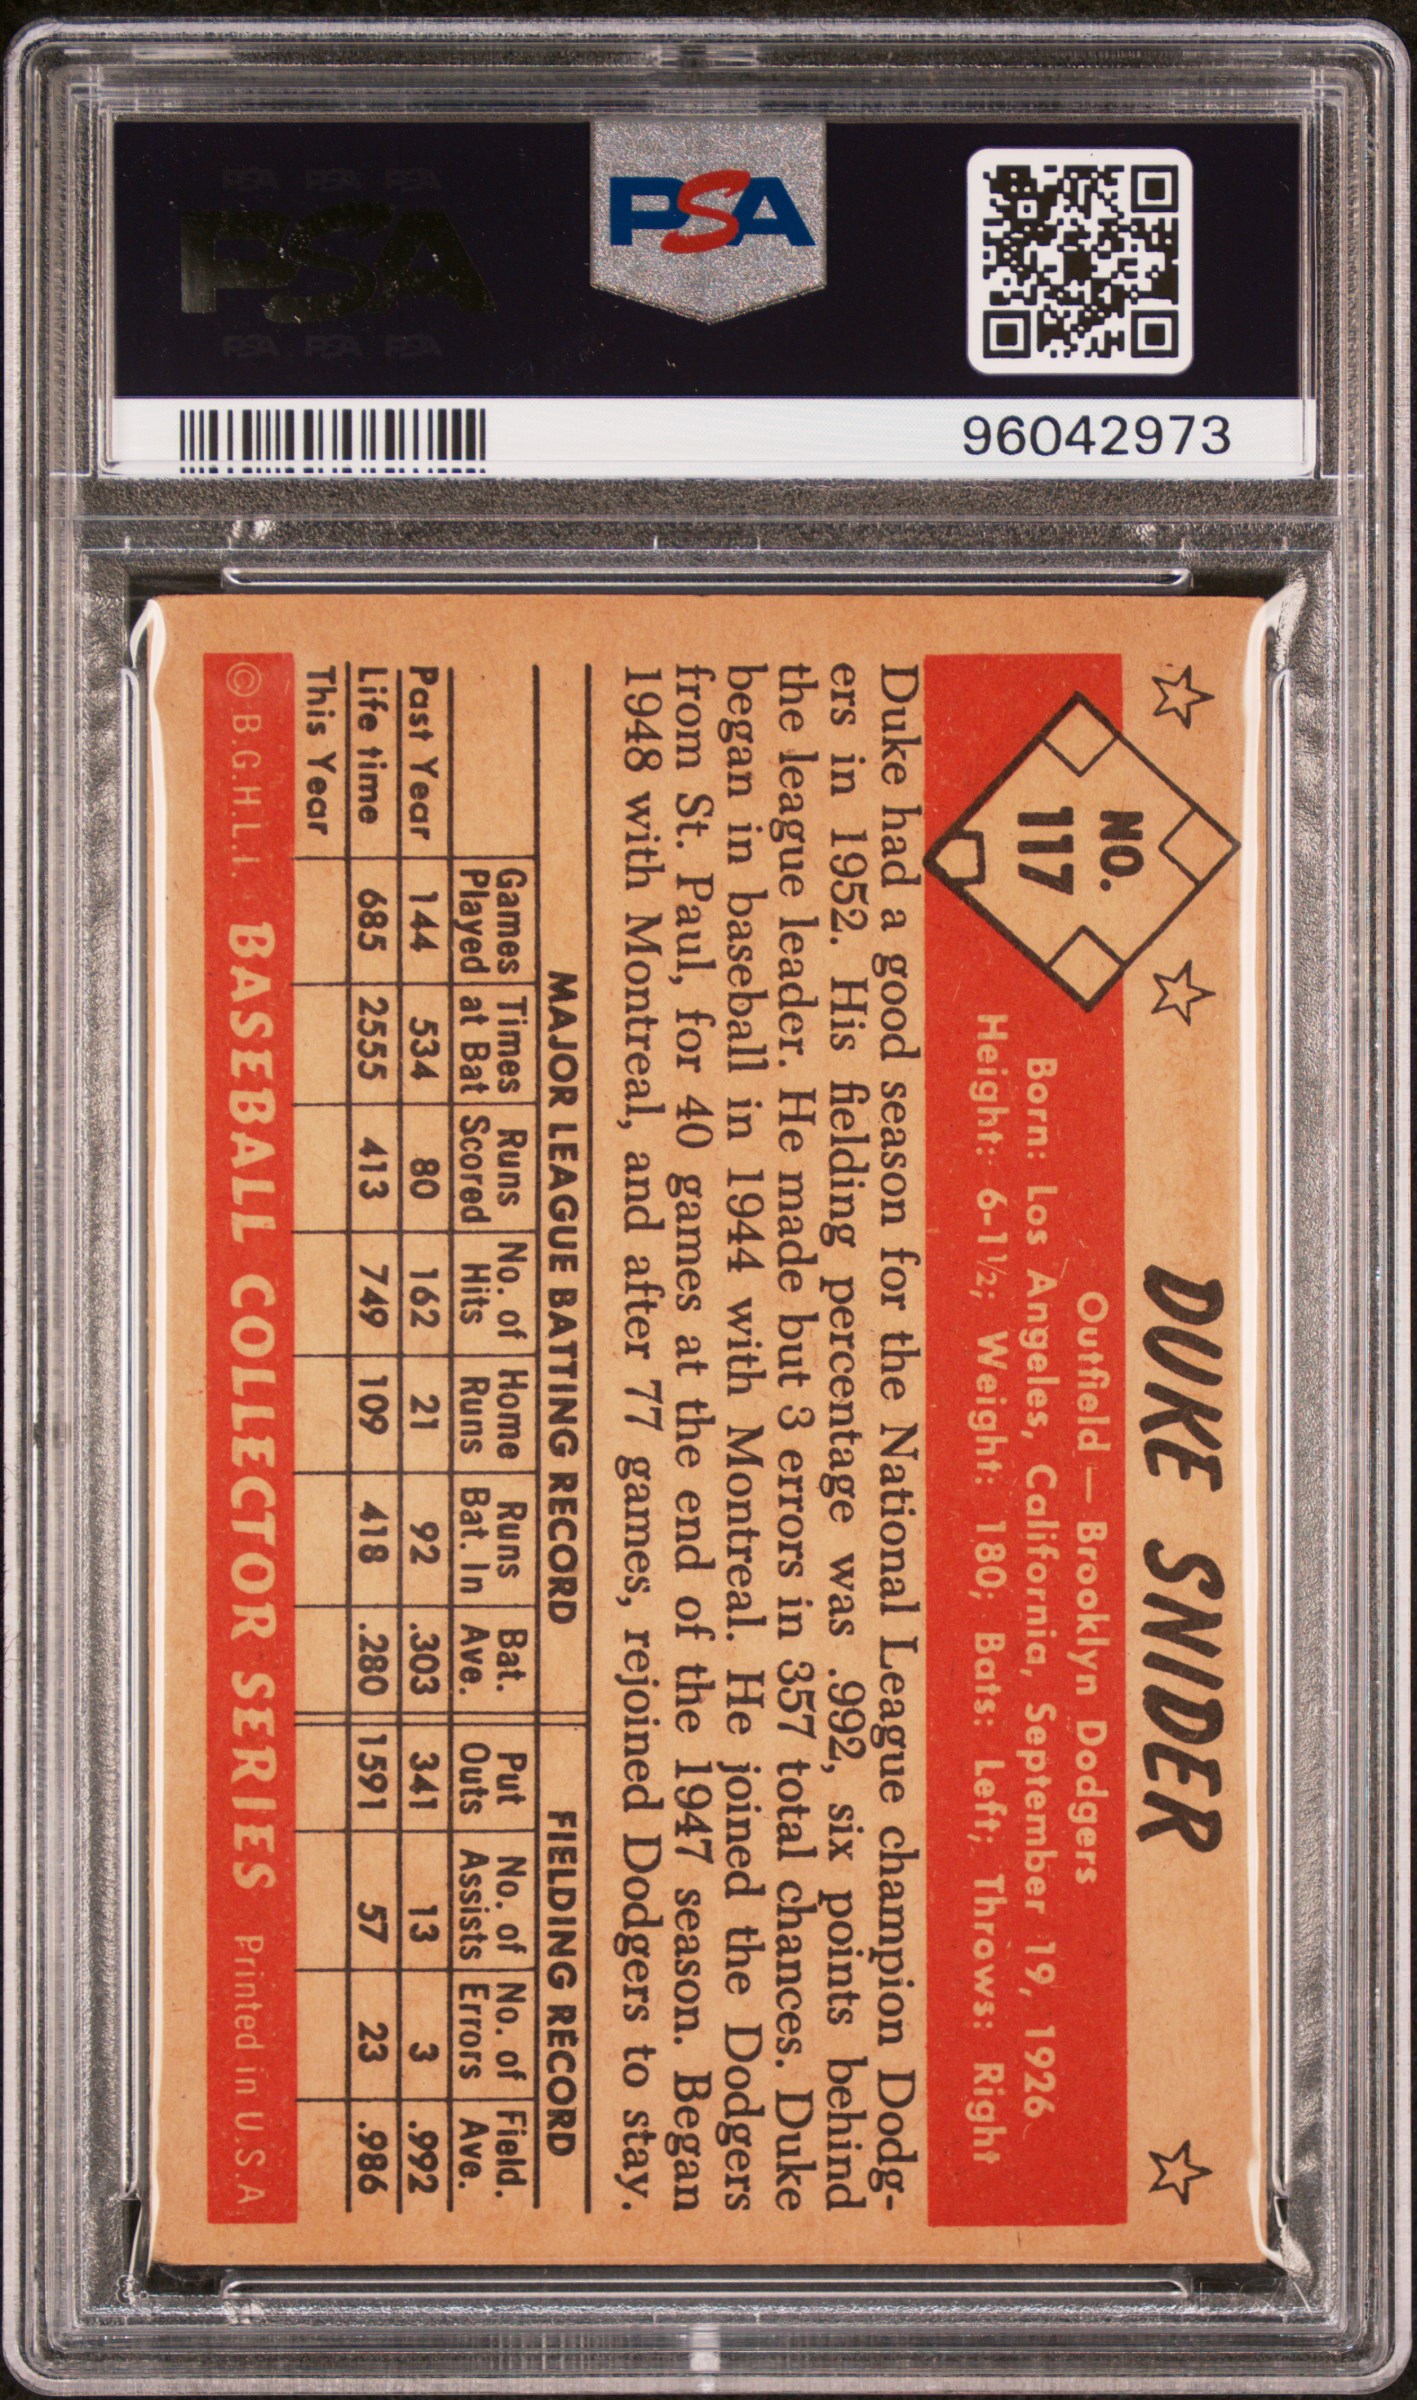 PSA PSA PSA
PSA
PSA PSA PSA
PSA
96042973
DUKE SNIDER
NO.
117
Outfield — Brooklyn Dodgers
Born: Los Angeles, California, September 19, 1926
Height: 6-1½; Weight: 180; Bats: Left; Throws: Right
Duke had a good season for the National League champion Dodg-
ers in 1952. His fielding percentage was .992, six points behind
the league leader. He made but 3 errors in 357 total chances. Duke
began in baseball in 1944 with Montreal. He joined the Dodgers
from St. Paul, for 40 games at the end of the 1947 season. Began
1948 with Montreal, and after 77 games, rejoined Dodgers to stay.
MAJOR LEAGUE BATTING RECORD FIELDING RECORD
Games Times Runs No. of Home Runs Bat. Put No. of No. of Field.
Played at Bat Scored Hits Runs Bat. In Ave. Outs Assists Errors Ave.
Past Year 144 534 80 162 21 92 .303 341 13 3 .992
Life time 685 2555 413 749 109 418 .280 1591 57 23 .986
This Year
© B.G.H.L.I. BASEBALL COLLECTOR SERIES Printed in U.S.A